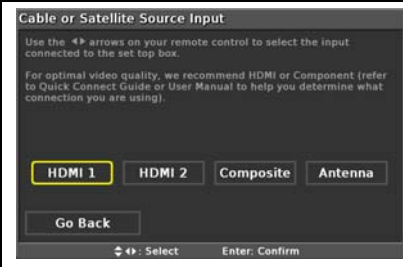 Cable or Satellite Source Input
Use the ◄► arrows on your remote control to select the input
connected to the set top box.
For optimal video quality, we recommend HDMI or Component (refer
to Quick Connect Guide or User Manual to help you determine what
connection you are using).
HDMI 1 HDMI 2 Composite Antenna
Go Back
: Select Enter: Confirm